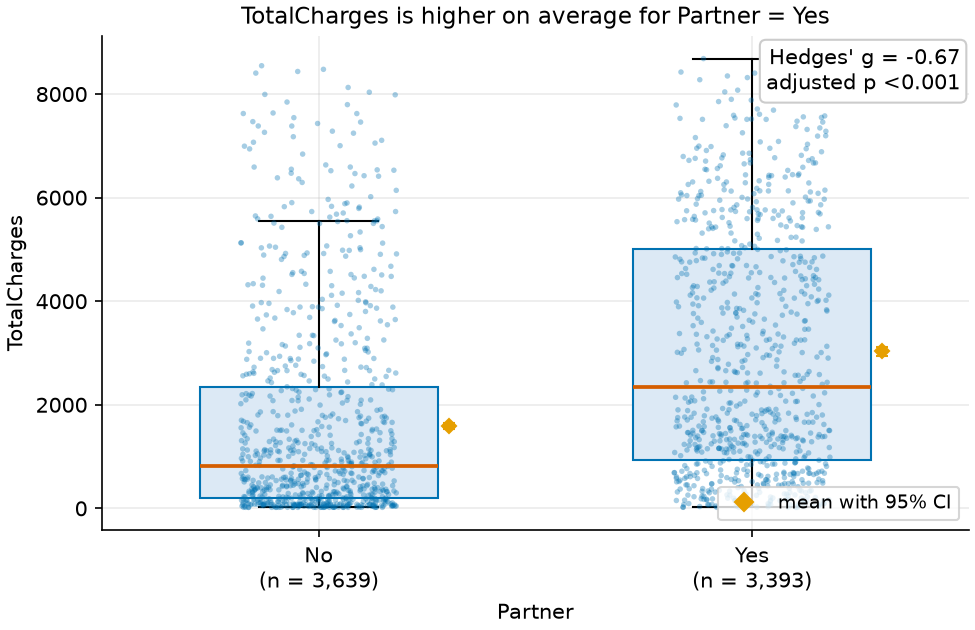 TotalCharges is higher on average for Partner = Yes
Hedges' g = -0.67
adjusted p <0.001
TotalCharges
8000
6000
4000
2000
0
mean with 95% CI
No
(n = 3,639)
Yes
(n = 3,393)
Partner